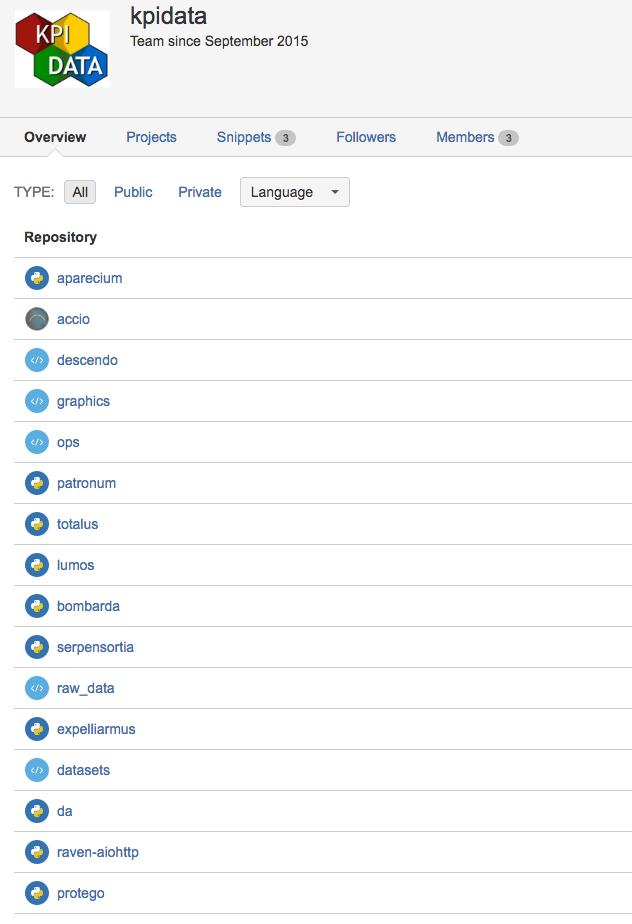 KPI
DATA
kpidata
Team since September 2015
Overview Projects Snippets 3 Followers Members 3
TYPE: All Public Private Language
Repository
aparecium
accio
descendo
graphics
ops
patronum
totalus
lumos
bombarda
serpensortia
raw_data
expelliarmus
datasets
da
raven-aiohttp
protego